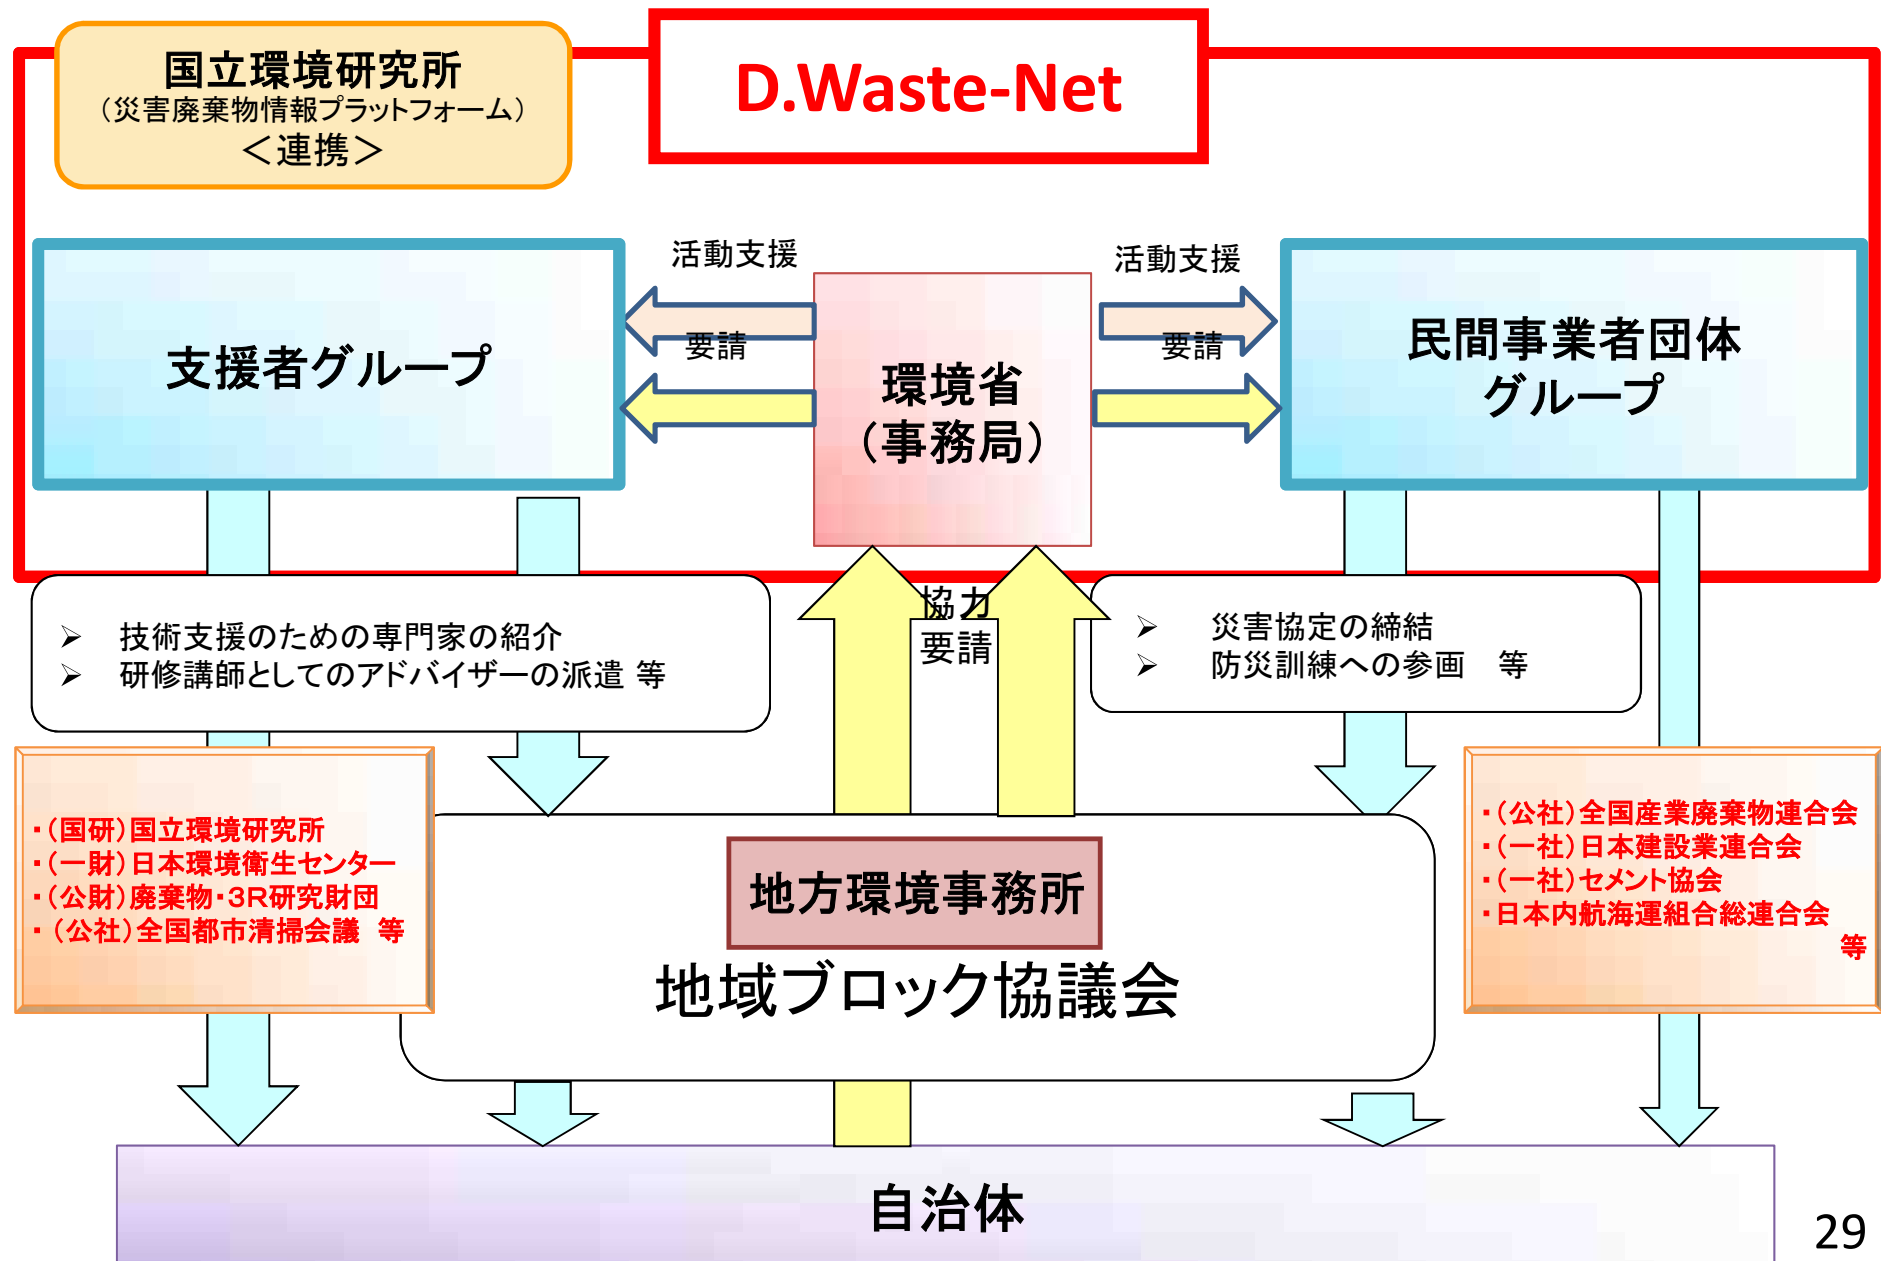 国立環境研究所
（災害廃棄物情報プラットフォーム）
＜連携＞
D.Waste-Net
支援者グループ
活動支援
要請
環境省
（事務局）
活動支援
要請
民間事業者団体
グループ
➢ 技術支援のための専門家の紹介
➢ 研修講師としてのアドバイザーの派遣 等
協力
要請
➢ 災害協定の締結
➢ 防災訓練への参画　等
・（国研）国立環境研究所
・（一財）日本環境衛生センター
・（公財）廃棄物・３Ｒ研究財団
・（公社）全国都市清掃会議　等
地方環境事務所
地域ブロック協議会
・（公社）全国産業廃棄物連合会
・（一社）日本建設業連合会
・（一社）セメント協会
・日本内航海運組合総連合会
等
自治体
29